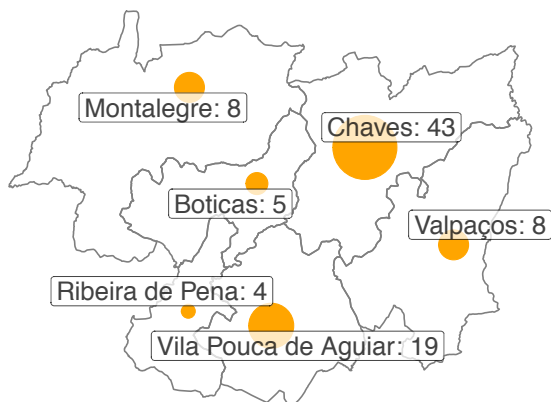 Montalegre: 8
Chaves: 43
Boticas: 5
Valpaços: 8
Ribeira de Pena: 4
Vila Pouca de Aguiar: 19